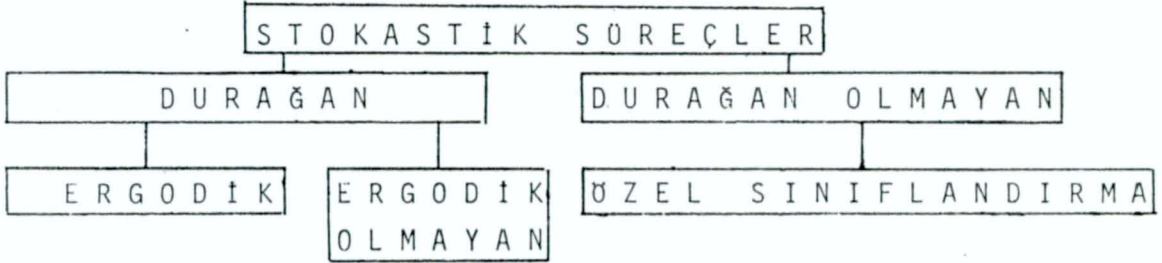 STOKASTİK SÜREÇLER
DURAĞAN
DURAĞAN OLMAYAN
ERGODİK
ERGODİK
OLMAYAN
ÖZEL SINIFLANDIRMA